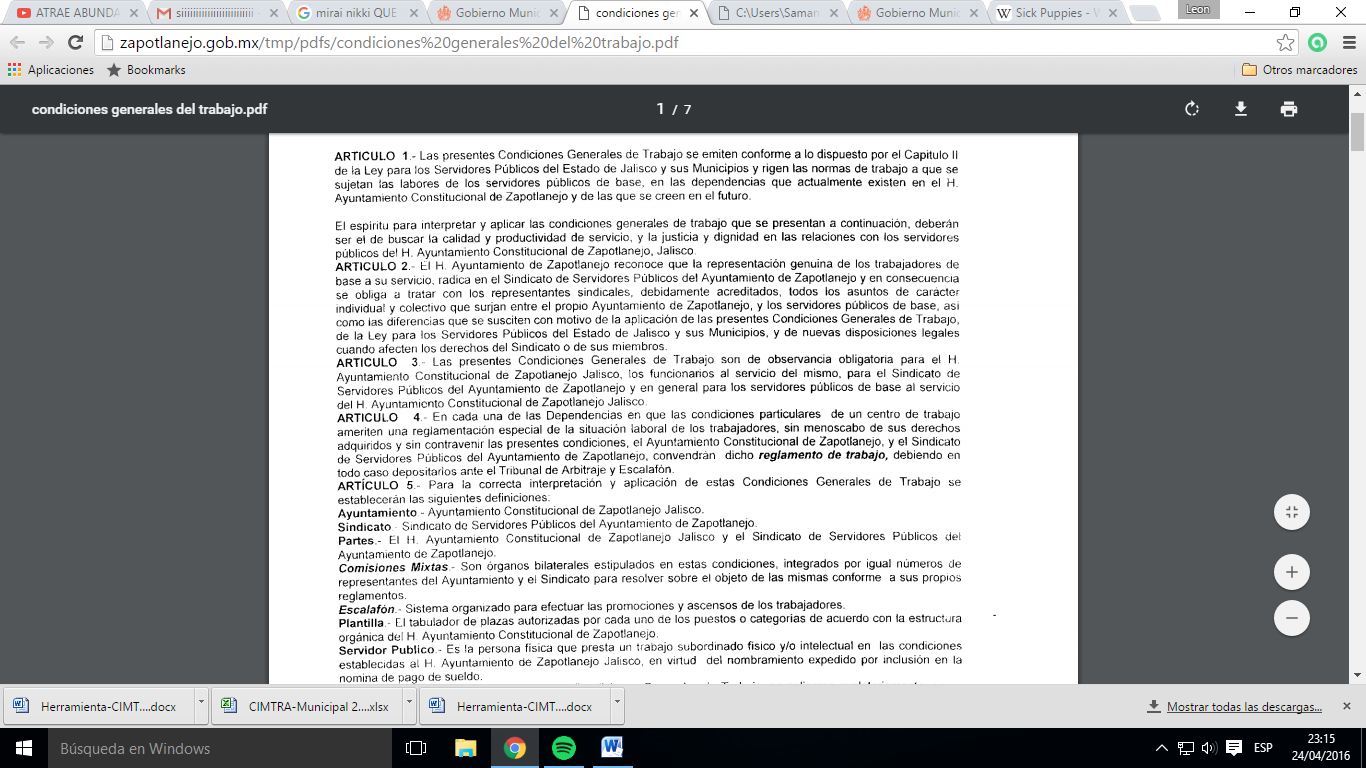 ATRAE ABUNDA
siiiiiiiiiiiiiiiiiiiiiiiii -
mirai nikki QUE
Gobierno Munic
condiciones gen
C:\Users\Saman
Gobierno Munic
Sick Puppies - W
Leon
zapotlanejo.gob.mx/tmp/pdfs/condiciones%20generales%20del%20trabajo.pdf
Aplicaciones
Bookmarks
Otros marcadores
condiciones generales del trabajo.pdf
1 / 7
ARTICULO 1.- Las presentes Condiciones Generales de Trabajo se emiten conforme a lo dispuesto por el Capitulo II
de la Ley para los Servidores Públicos del Estado de Jalisco y sus Municipios y rigen las normas de trabajo a que se
sujetan las labores de los servidores públicos de base, en las dependencias que actualmente existen en el H.
Ayuntamiento Constitucional de Zapotlanejo y de las que se creen en el futuro.
El espíritu para interpretar y aplicar las condiciones generales de trabajo que se presentan a continuación, deberán
ser el de buscar la calidad y productividad de servicio, y la justicia y dignidad en las relaciones con los servidores
públicos del H. Ayuntamiento Constitucional de Zapotlanejo, Jalisco.
ARTICULO 2.- El H. Ayuntamiento de Zapotlanejo reconoce que la representación genuina de los trabajadores de
base a su servicio, radica en el Sindicato de Servidores Públicos del Ayuntamiento de Zapotlanejo y en consecuencia
se obliga a tratar con los representantes sindicales, debidamente acreditados, todos los asuntos de carácter
individual y colectivo que surjan entre el propio Ayuntamiento de Zapotlanejo, y los servidores públicos de base, así
como las diferencias que se susciten con motivo de la aplicación de las presentes Condiciones Generales de Trabajo,
de la Ley para los Servidores Públicos del Estado de Jalisco y sus Municipios, y de nuevas disposiciones legales
cuando afecten los derechos del Sindicato o de sus miembros.
ARTICULO 3.- Las presentes Condiciones Generales de Trabajo son de observancia obligatoria para el H.
Ayuntamiento Constitucional de Zapotlanejo Jalisco, los funcionarios al servicio del mismo, para el Sindicato de
Servidores Públicos del Ayuntamiento de Zapotlanejo y en general para los servidores públicos de base al servicio
del H. Ayuntamiento Constitucional de Zapotlanejo Jalisco.
ARTICULO 4.- En cada una de las Dependencias en que las condiciones particulares de un centro de trabajo
ameriten una reglamentación especial de la situación laboral de los trabajadores, sin menoscabo de sus derechos
adquiridos y sin contravenir las presentes condiciones, el Ayuntamiento Constitucional de Zapotlanejo, y el Sindicato
de Servidores Públicos del Ayuntamiento de Zapotlanejo, convendrán dicho reglamento de trabajo, debiendo en
todo caso depositarlos ante el Tribunal de Arbitraje y Escalafón.
ARTÍCULO 5.- Para la correcta interpretación y aplicación de estas Condiciones Generales de Trabajo se
establecerán las siguientes definiciones:
Ayuntamiento.- Ayuntamiento Constitucional de Zapotlanejo Jalisco.
Sindicato.- Sindicato de Servidores Públicos del Ayuntamiento de Zapotlanejo.
Partes.- El H. Ayuntamiento Constitucional de Zapotlanejo Jalisco y el Sindicato de Servidores Públicos del
Ayuntamiento de Zapotlanejo.
Comisiones Mixtas.- Son órganos bilaterales estipulados en estas condiciones, integrados por igual números de
representantes del Ayuntamiento y el Sindicato para resolver sobre el objeto de las mismas conforme a sus propios
reglamentos.
Escalafón.- Sistema organizado para efectuar las promociones y ascensos de los trabajadores.
Plantilla.- El tabulador de plazas autorizadas por cada uno de los puestos o categorías de acuerdo con la estructura
orgánica del H. Ayuntamiento Constitucional de Zapotlanejo.
Servidor Publico.- Es la persona física que presta un trabajo subordinado físico y/o intelectual en las condiciones
establecidas al H. Ayuntamiento de Zapotlanejo Jalisco, en virtud del nombramiento expedido por inclusión en la
nomina de pago de sueldo.
Herramienta-CIMT....docx
CIMTRA-Municipal 2....xlsx
Herramienta-CIMT....docx
Mostrar todas las descargas...
Búsqueda en Windows
ESP
23:15
24/04/2016